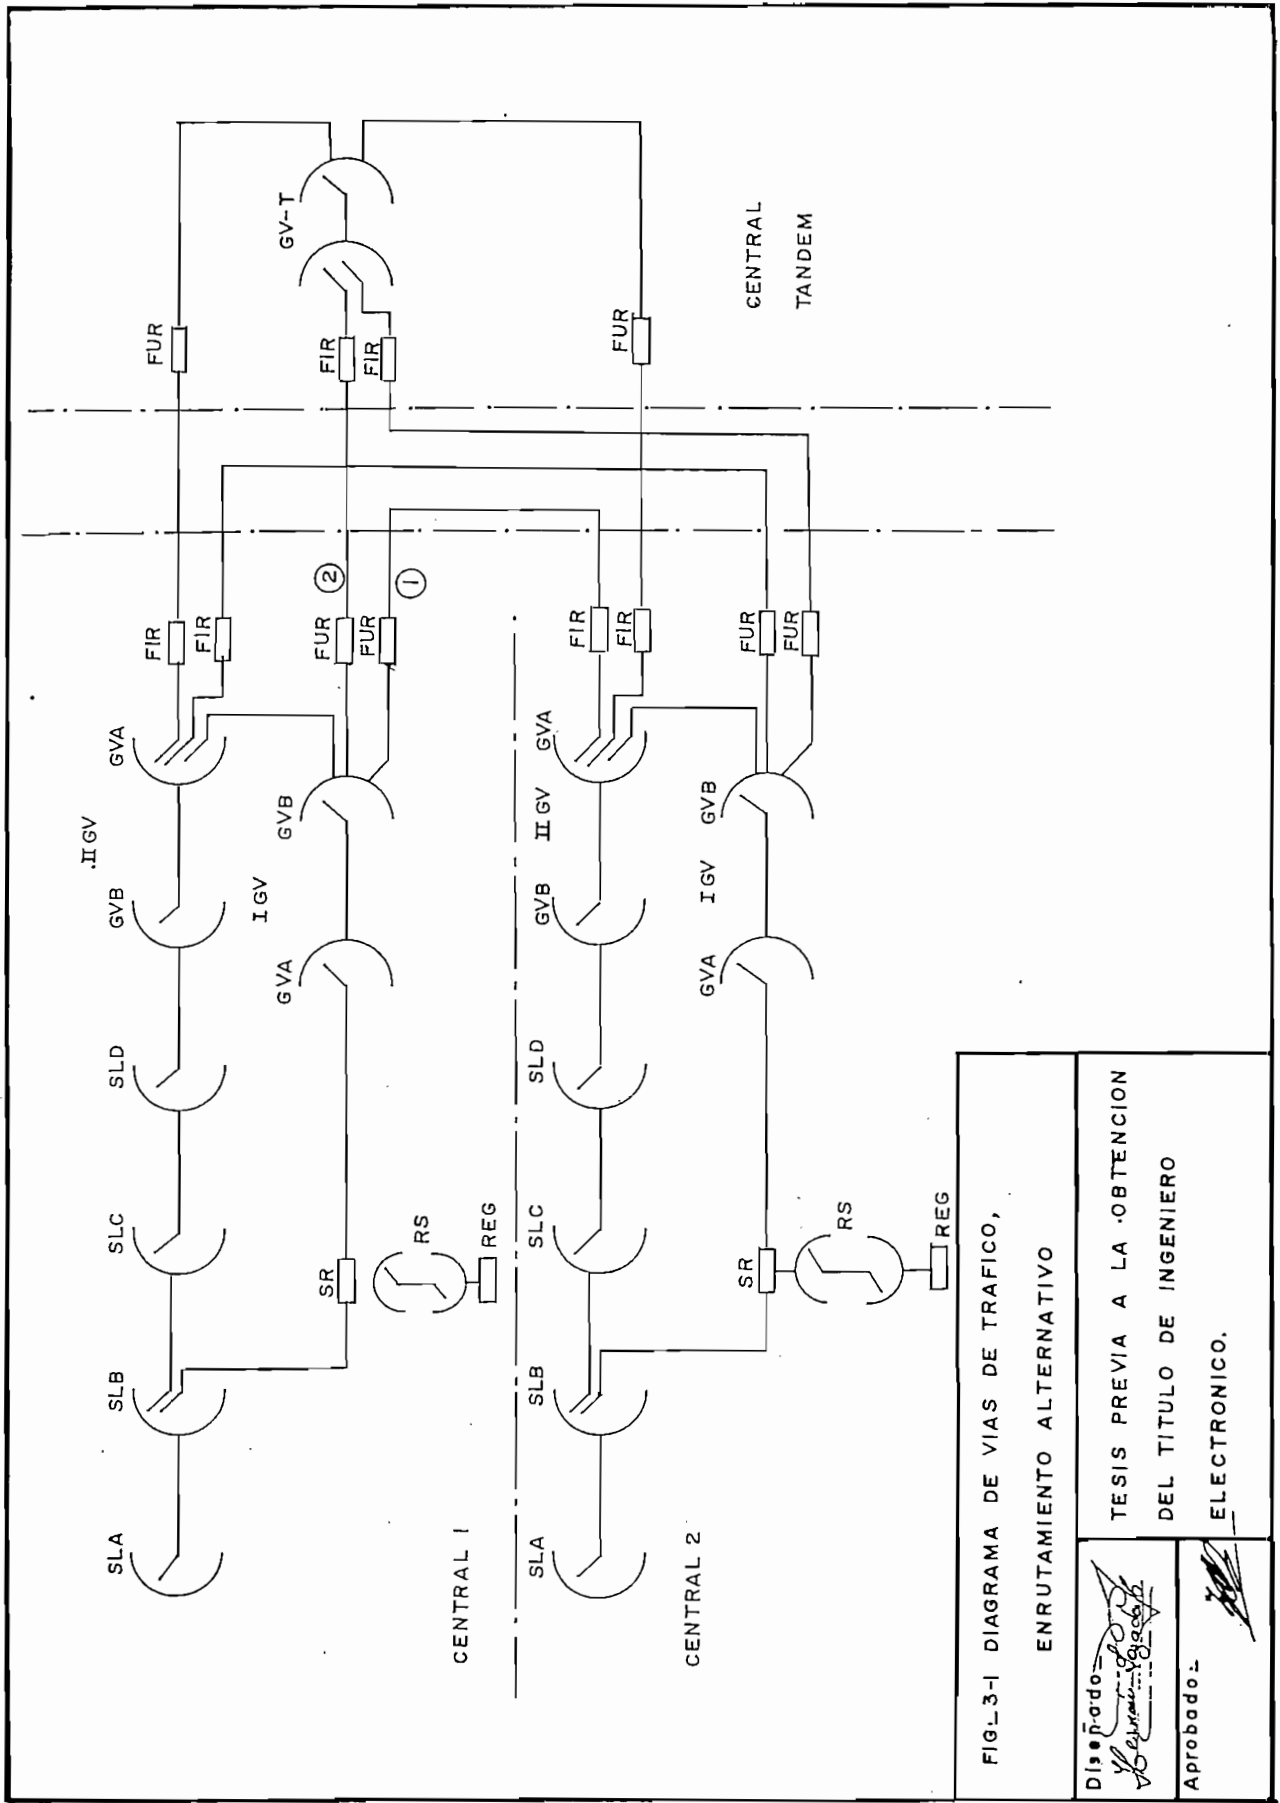 SLA
SLB
SLC
SLD
GVB
.II GV
GVA
FIR
FIR
FUR
SR
GVA
I GV
GVB
FUR
FUR
2
1
FIR
FIR
GV-T
RS
REG
CENTRAL 1
SLA
SLB
SLC
SLD
GVB
II GV
GVA
FIR
FIR
FUR
SR
GVA
I GV
GVB
FUR
FUR
RS
REG
CENTRAL 2
CENTRAL
TANDEM
FIG_3-1 DIAGRAMA DE VIAS DE TRAFICO,
ENRUTAMIENTO ALTERNATIVO
Diseñado_
Aprobado:_
TESIS PREVIA A LA OBTENCION
DEL TITULO DE INGENIERO
ELECTRONICO.